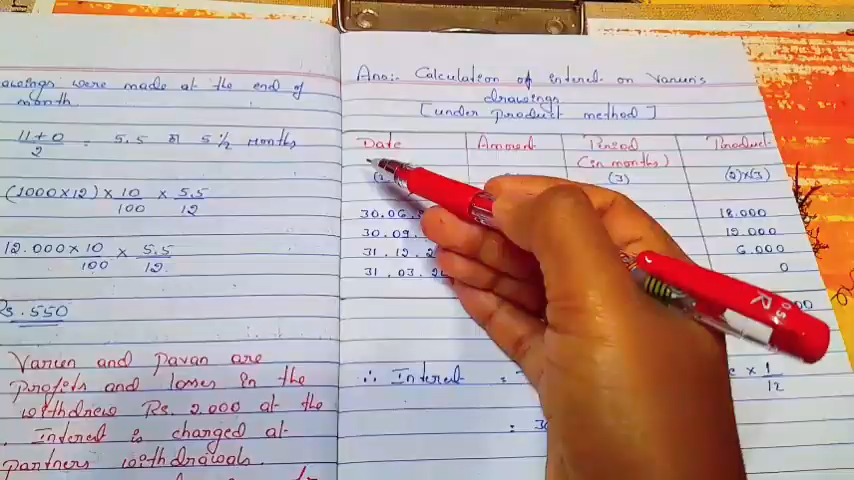 drawings were made at the end of
month
11+0/2 = 5.5 or 5½ months
(1000×12) × 10/100 × 5.5/12
12.000 × 10/100 × 5.5/12
Rs. 550
Varun and Pavan are
profits and losses in the
withdrew Rs. 2.000 at the
. Interest is charged at
partners withdrawals.
Ans:- Calculation of interest on Varun's
drawings
[under product method]
Date Amount Period Product
(in months)
(3) (2)×(3)
30.06. 18.000
30.09.
31.12.2 6.000
31.03.20 0
00
∴ Interest =
× 1/12
= 3